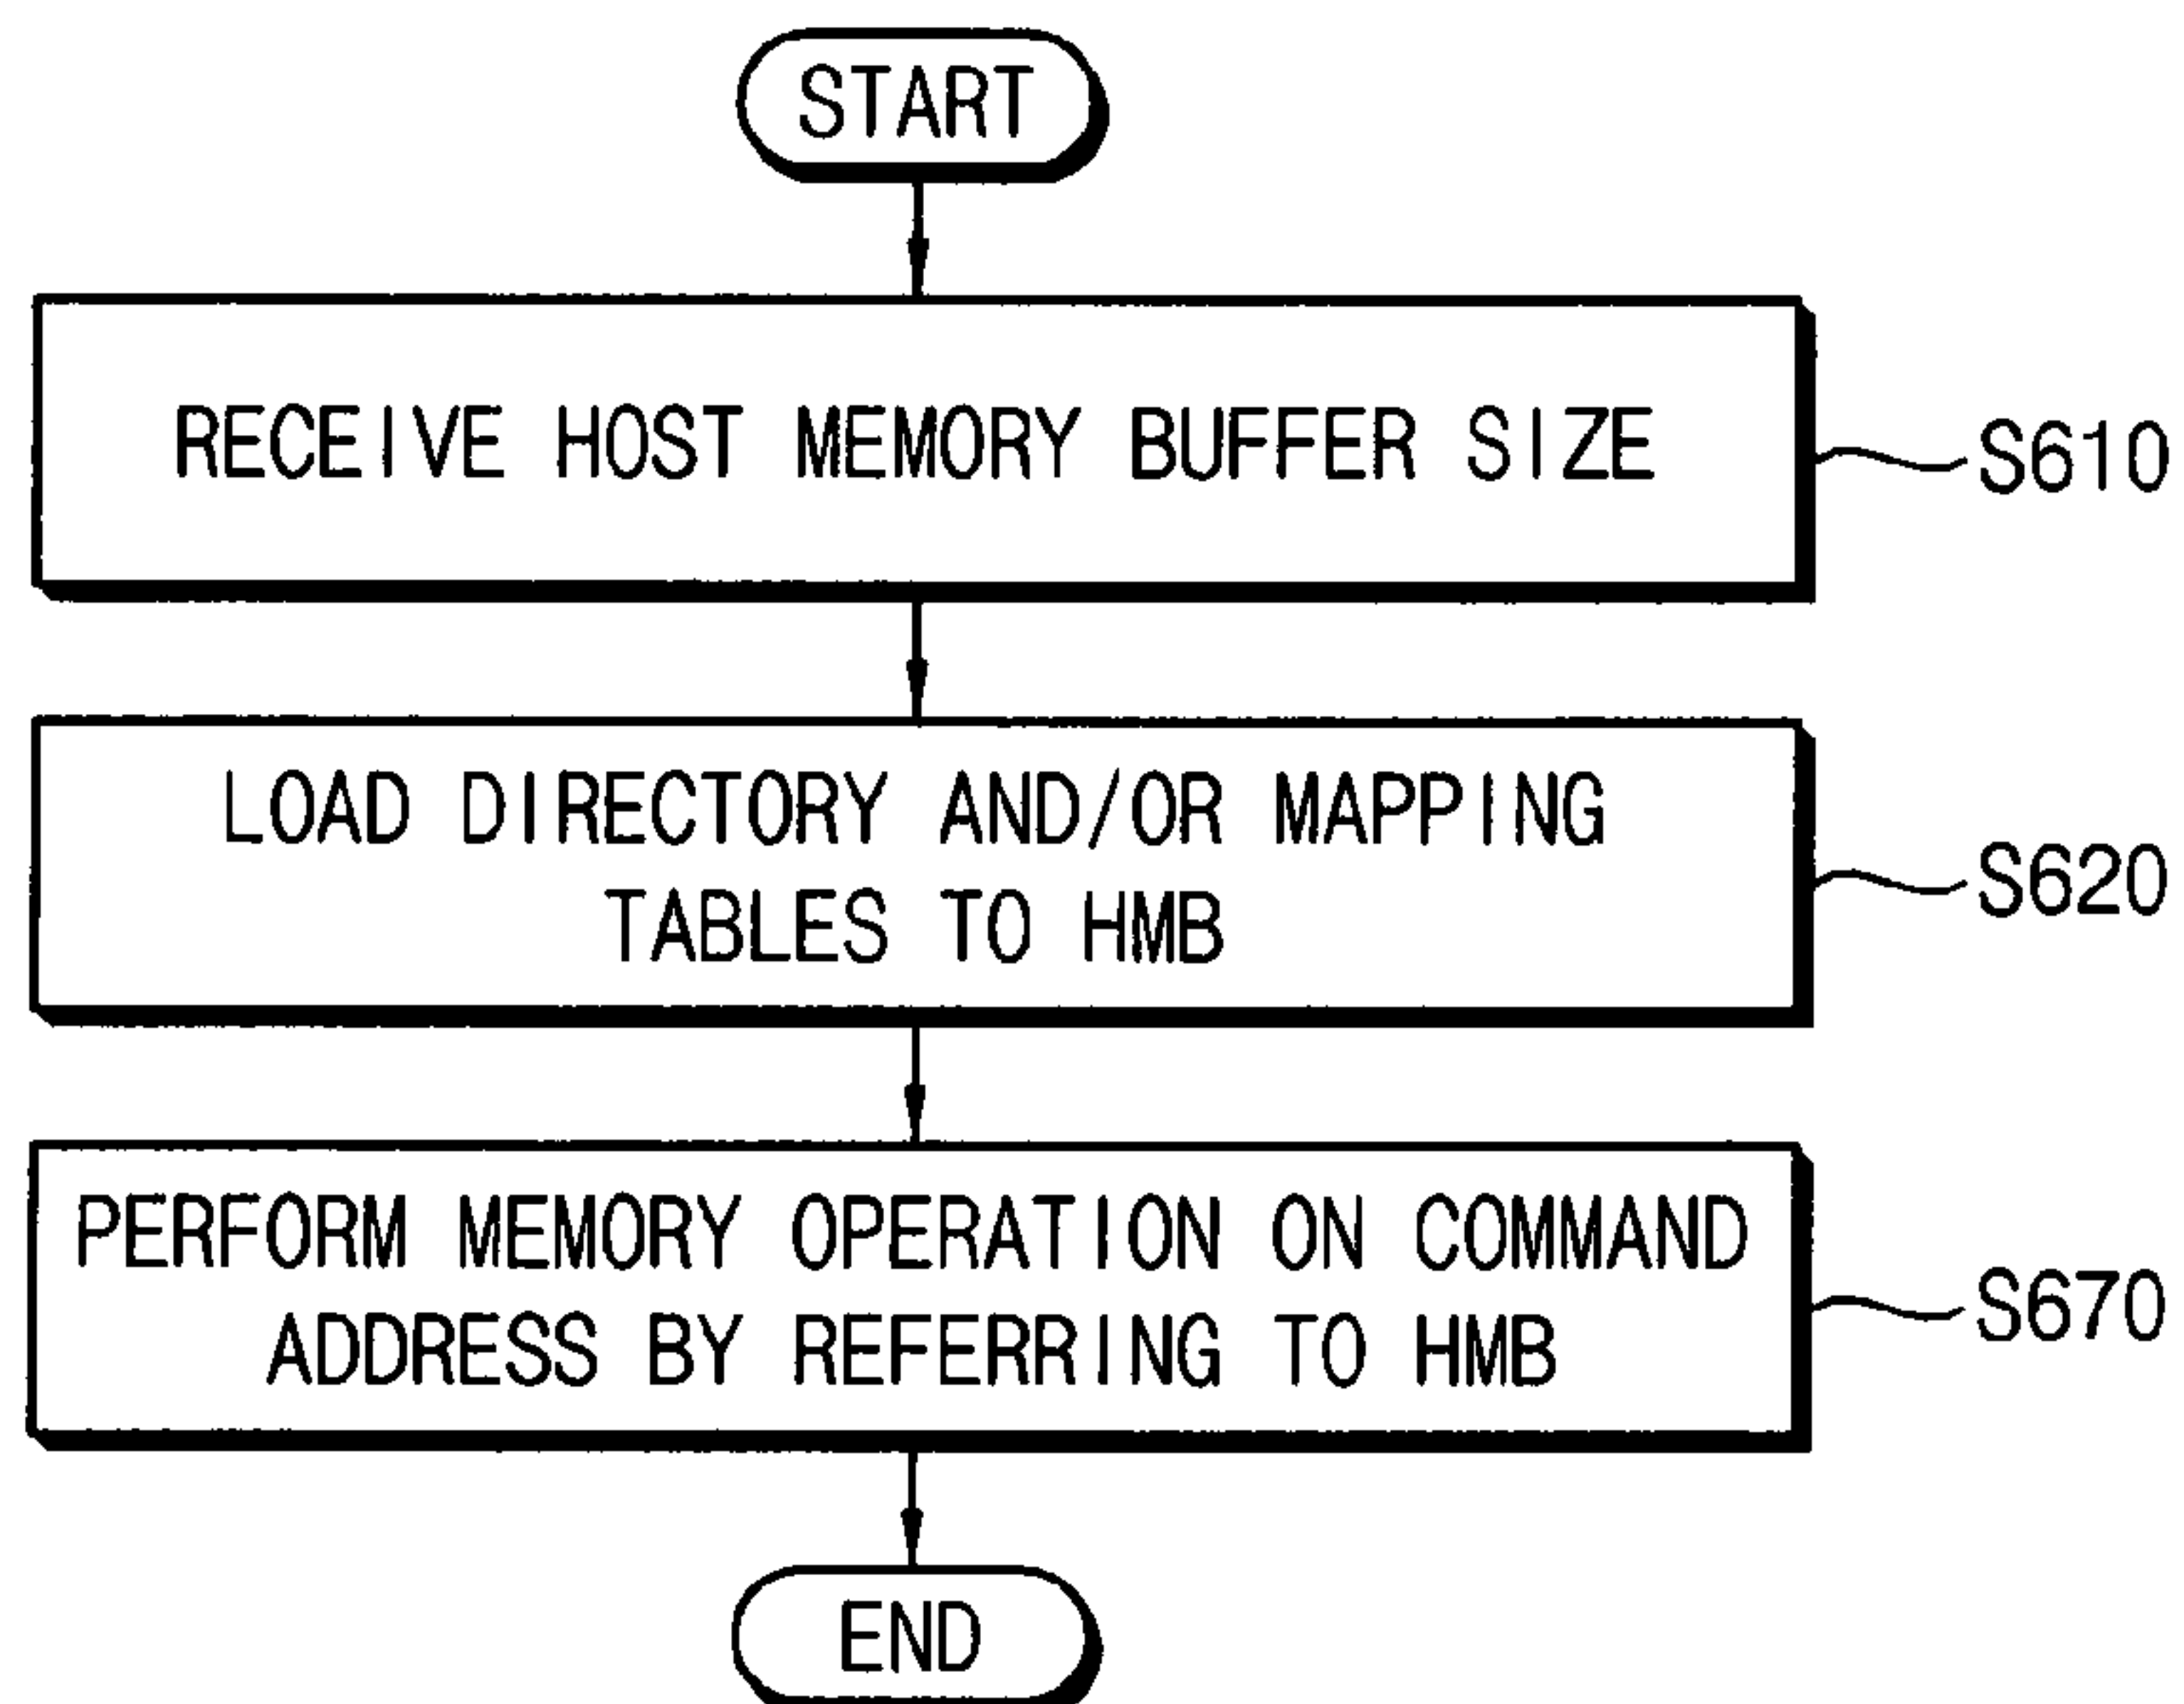 START
RECEIVE HOST MEMORY BUFFER SIZE
S610
LOAD DIRECTORY AND/OR MAPPING
TABLES TO HMB
S620
PERFORM MEMORY OPERATION ON COMMAND
ADDRESS BY REFERRING TO HMB
S670
END